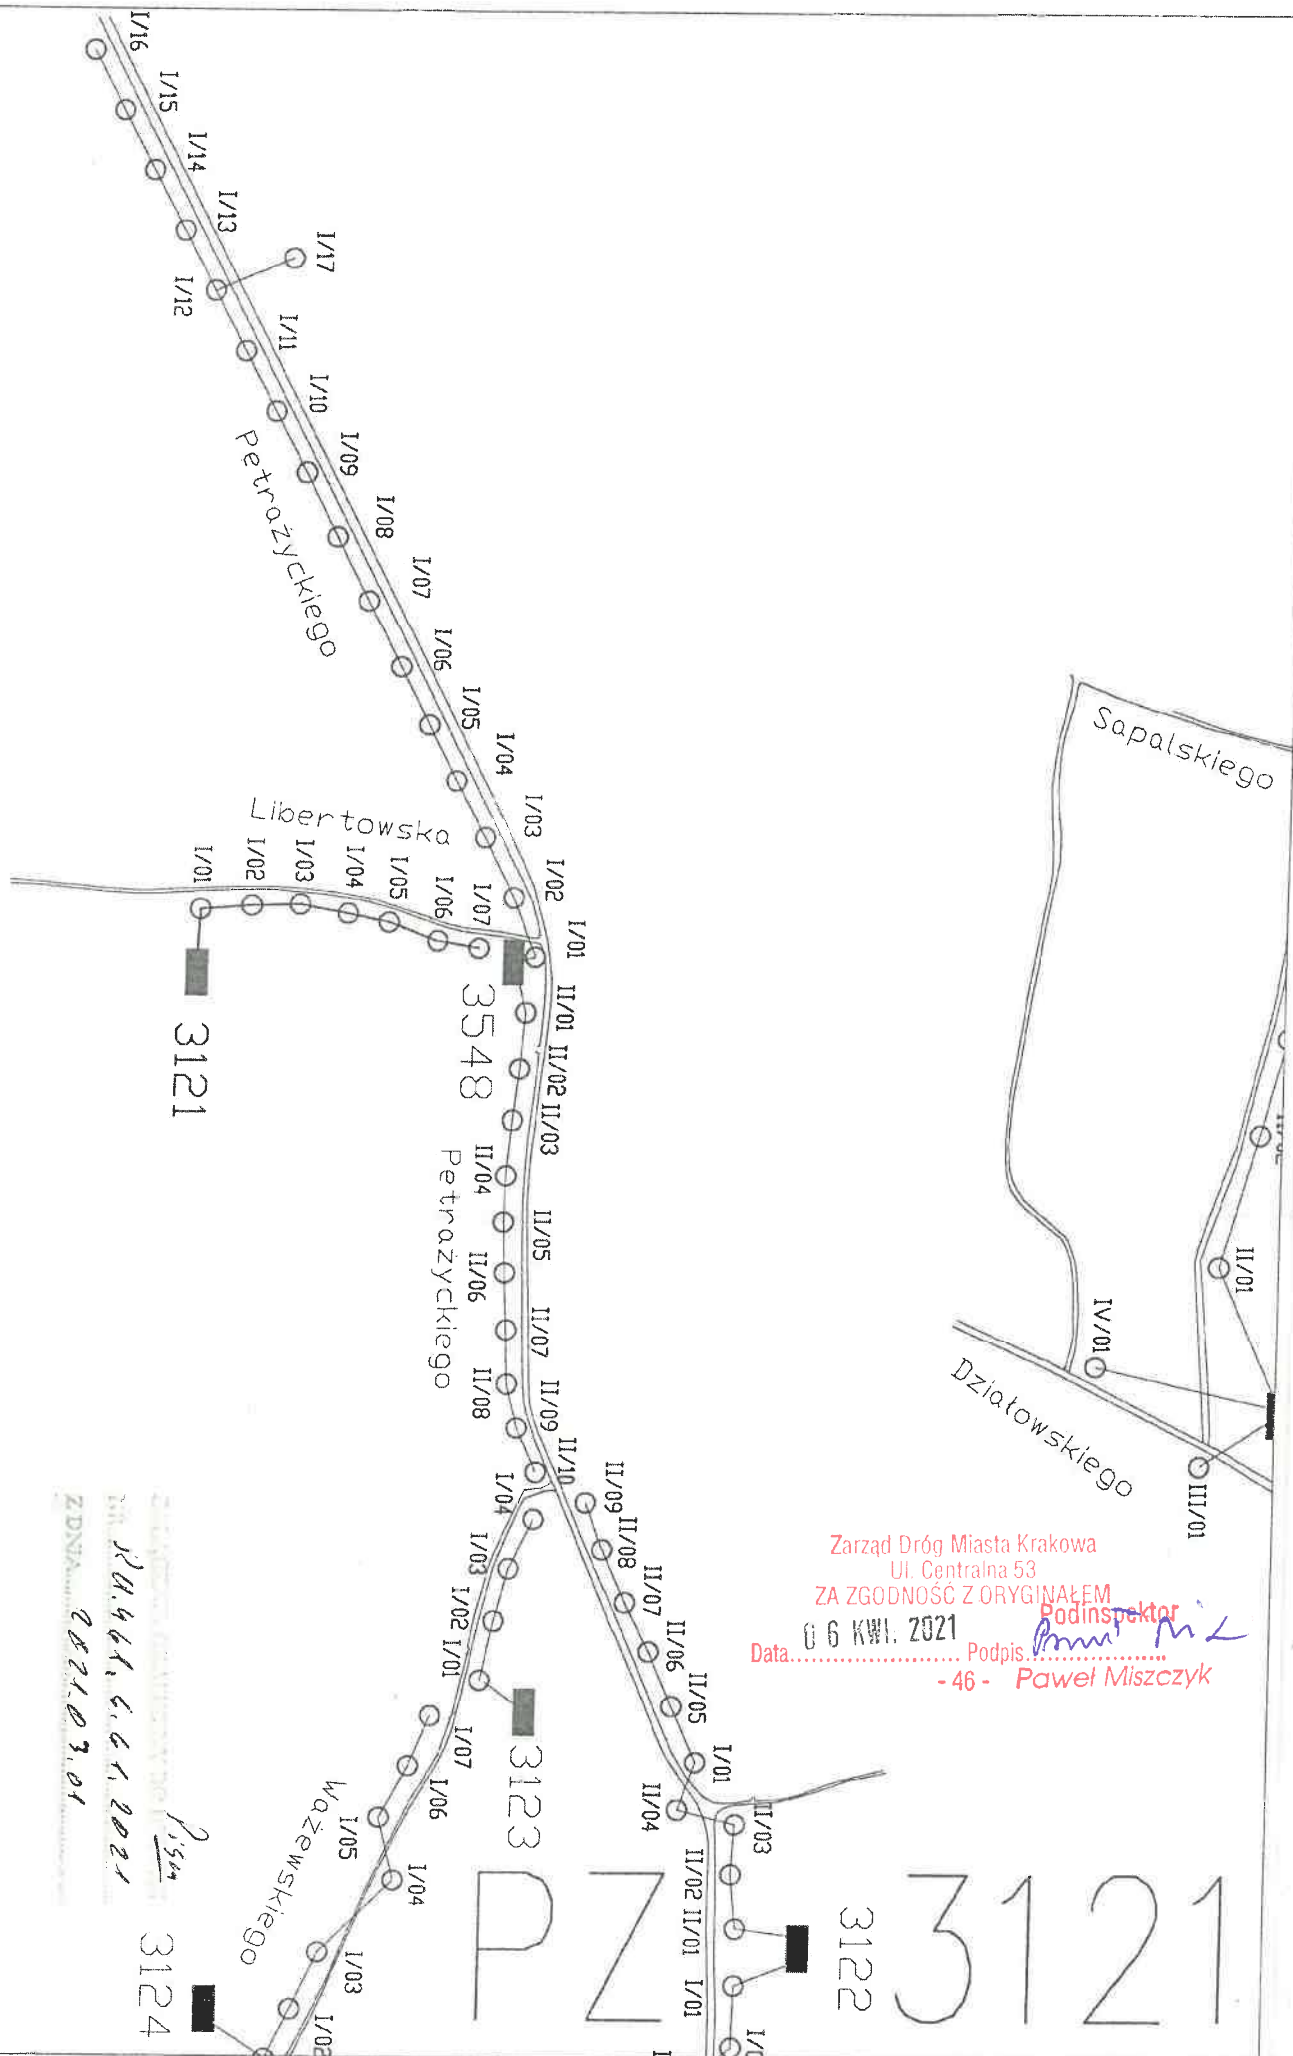 I/16
I/15
I/14
I/13
I/17
I/12
I/11
I/10
I/09
I/08
I/07
I/06
I/05
I/04
I/03
I/02
I/01
Petrażyckiego
Libertowska
I/01
I/02
I/03
I/04
I/05
I/06
I/07
3121
3548
II/01
II/02
II/03
II/04
II/05
II/06
II/07
II/08
II/09
II/10
Petrażyckiego
Sapalskiego
II/01
IV/01
III/01
Działowskiego
I/04
I/03
I/02
I/01
3123
II/09
II/08
II/07
II/06
II/05
I/01
II/04
II/03
II/02
II/01
I/01
3122
I/07
I/06
I/05
I/04
I/03
I/02
Ważewskiego
3124
PZ 3121
Zarząd Dróg Miasta Krakowa
Ul. Centralna 53
ZA ZGODNOŚĆ Z ORYGINAŁEM
Podinspektor
Data 06 KWI. 2021 Podpis
- 46 - Paweł Miszczyk
Z DNIA 2021.03.01